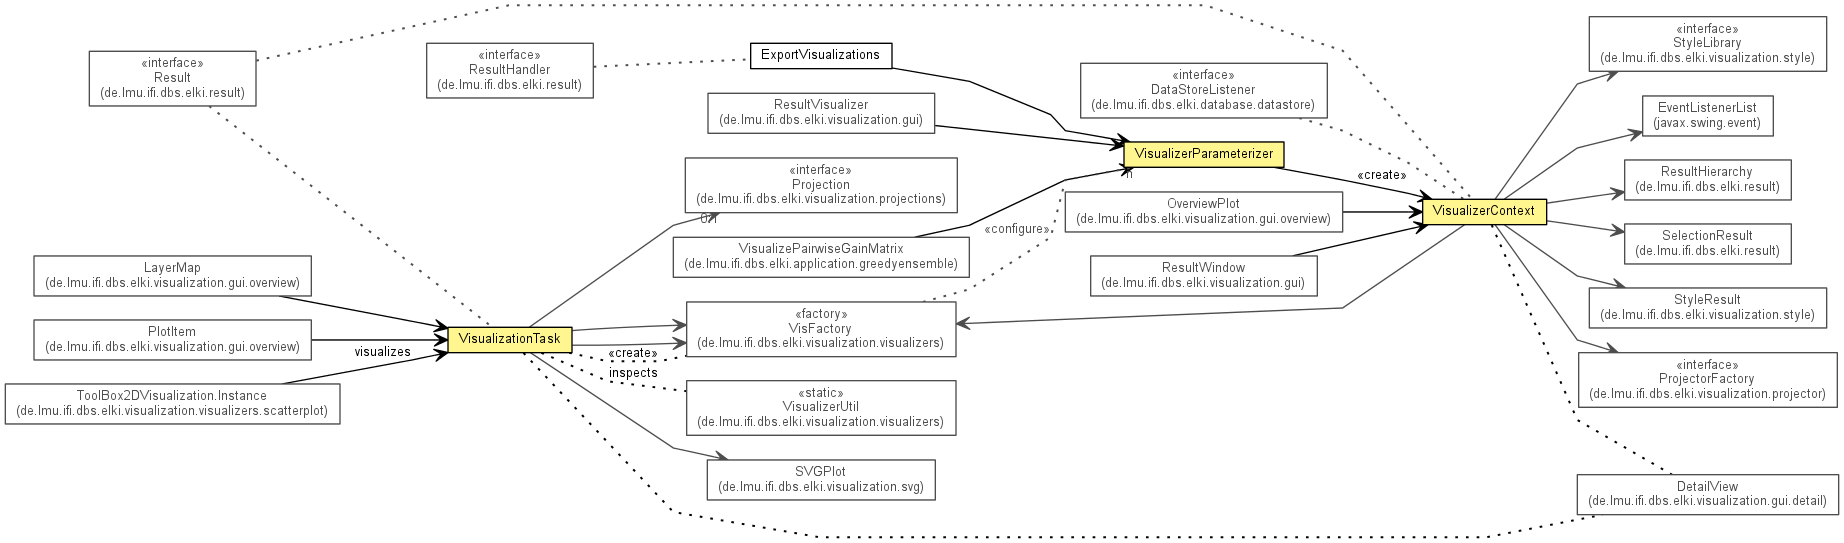 «interface»
Result
(de.lmu.ifi.dbs.elki.result)
«interface»
ResultHandler
(de.lmu.ifi.dbs.elki.result)
ExportVisualizations
«interface»
StyleLibrary
(de.lmu.ifi.dbs.elki.visualization.style)
«interface»
DataStoreListener
(de.lmu.ifi.dbs.elki.database.datastore)
ResultVisualizer
(de.lmu.ifi.dbs.elki.visualization.gui)
EventListenerList
(javax.swing.event)
VisualizerParameterizer
n
«create»
«interface»
Projection
(de.lmu.ifi.dbs.elki.visualization.projections)
0.n
ResultHierarchy
(de.lmu.ifi.dbs.elki.result)
OverviewPlot
(de.lmu.ifi.dbs.elki.visualization.gui.overview)
VisualizerContext
«configure»
VisualizePairwiseGainMatrix
(de.lmu.ifi.dbs.elki.application.greedyensemble)
SelectionResult
(de.lmu.ifi.dbs.elki.result)
LayerMap
(de.lmu.ifi.dbs.elki.visualization.gui.overview)
ResultWindow
(de.lmu.ifi.dbs.elki.visualization.gui)
StyleResult
(de.lmu.ifi.dbs.elki.visualization.style)
PlotItem
(de.lmu.ifi.dbs.elki.visualization.gui.overview)
visualizes
VisualizationTask
«factory»
VisFactory
(de.lmu.ifi.dbs.elki.visualization.visualizers)
«create»
inspects
«interface»
ProjectorFactory
(de.lmu.ifi.dbs.elki.visualization.projector)
ToolBox2DVisualization.Instance
(de.lmu.ifi.dbs.elki.visualization.visualizers.scatterplot)
«static»
VisualizerUtil
(de.lmu.ifi.dbs.elki.visualization.visualizers)
SVGPlot
(de.lmu.ifi.dbs.elki.visualization.svg)
DetailView
(de.lmu.ifi.dbs.elki.visualization.gui.detail)